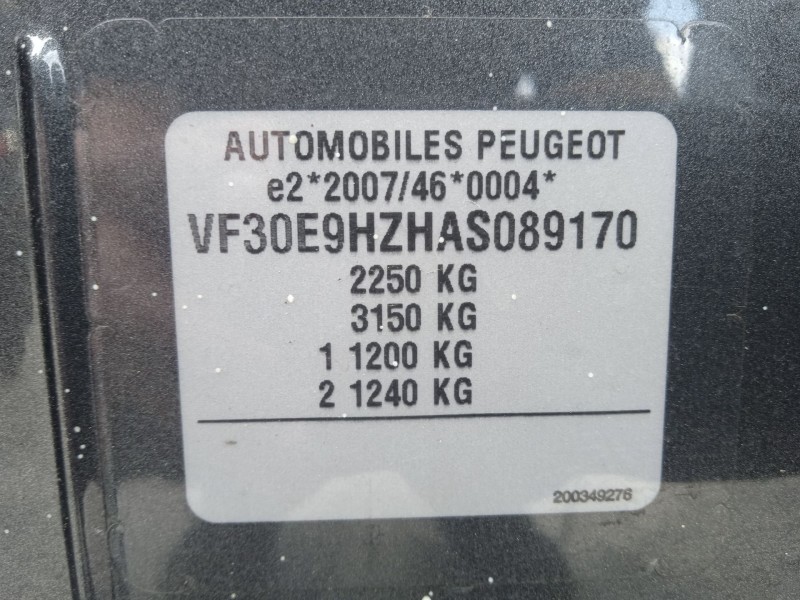 AUTOMOBILES PEUGEOT
e2*2007/46*0004*
VF30E9HZHAS089170
2250 KG
3150 KG
1 1200 KG
2 1240 KG
200349276